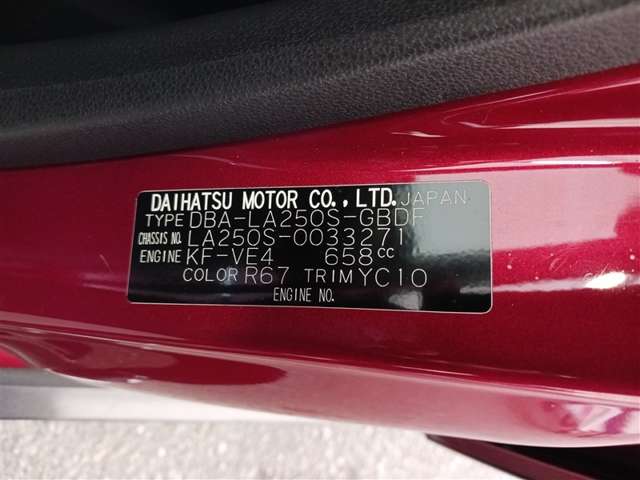 DAIHATSU MOTOR CO., LTD. JAPAN
TYPE DBA-LA250S-GBDF
CHASSIS NO. LA250S-0033271
ENGINE KF-VE4 658cc
COLOR R67 TRIM YC10
ENGINE NO.